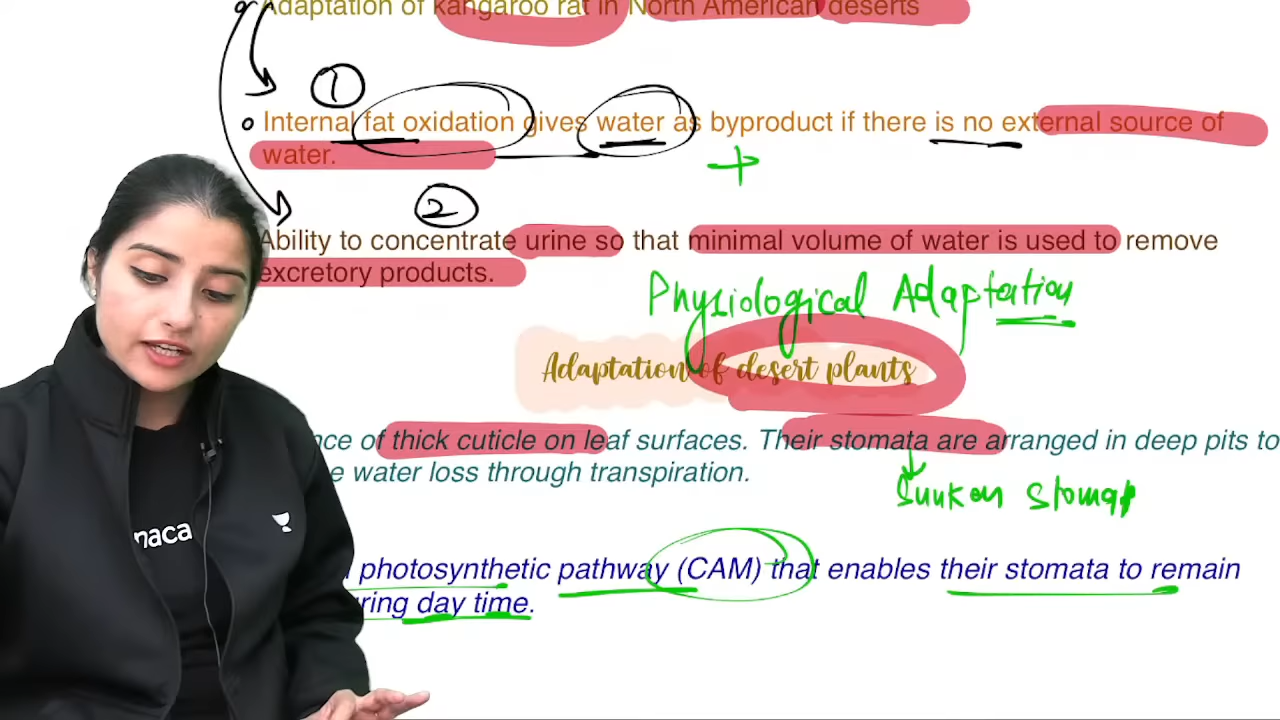 Adaptation of kangaroo rat in North American deserts
1
Internal fat oxidation gives water as byproduct if there is no external source of
water.
+
2
Ability to concentrate urine so that minimal volume of water is used to remove
excretory products.
Physiological Adaptation
Adaptation of desert plants
thick cuticle on leaf surfaces. Their stomata are arranged in deep pits to
water loss through transpiration.
Sunken
photosynthetic pathway (CAM) that enables their stomata to remain
day time.